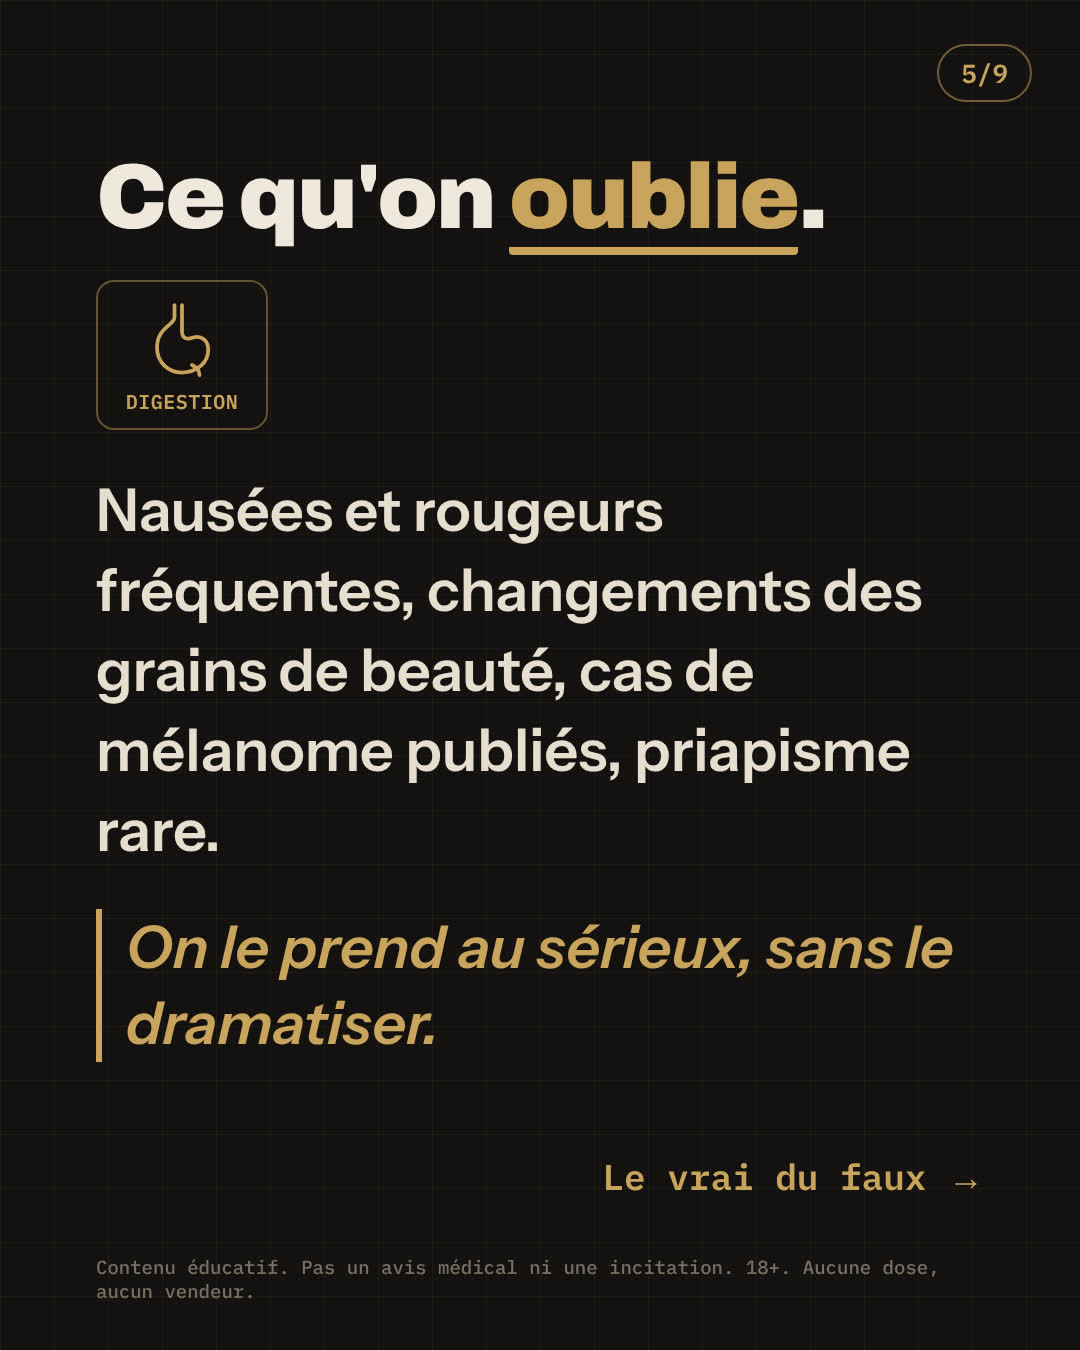 5/9
Ce qu'on oublie.
DIGESTION
Nausées et rougeurs
fréquentes, changements des
grains de beauté, cas de
mélanome publiés, priapisme
rare.
On le prend au sérieux, sans le
dramatiser.
Le vrai du faux →
Contenu éducatif. Pas un avis médical ni une incitation. 18+. Aucune dose,
aucun vendeur.